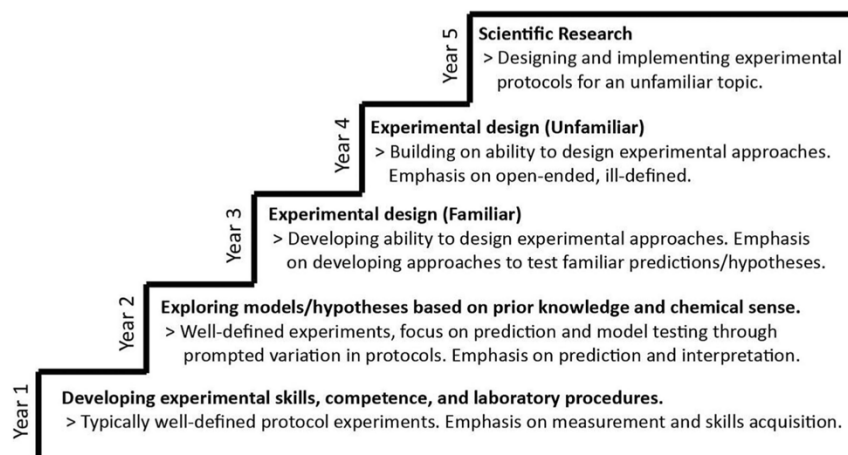 Year 5
Scientific Research
> Designing and implementing experimental
protocols for an unfamiliar topic.
Year 4
Experimental design (Unfamiliar)
> Building on ability to design experimental approaches.
Emphasis on open-ended, ill-defined.
Year 3
Experimental design (Familiar)
> Developing ability to design experimental approaches. Emphasis
on developing approaches to test familiar predictions/hypotheses.
Year 2
Exploring models/hypotheses based on prior knowledge and chemical sense.
> Well-defined experiments, focus on prediction and model testing through
prompted variation in protocols. Emphasis on prediction and interpretation.
Year 1
Developing experimental skills, competence, and laboratory procedures.
> Typically well-defined protocol experiments. Emphasis on measurement and skills acquisition.